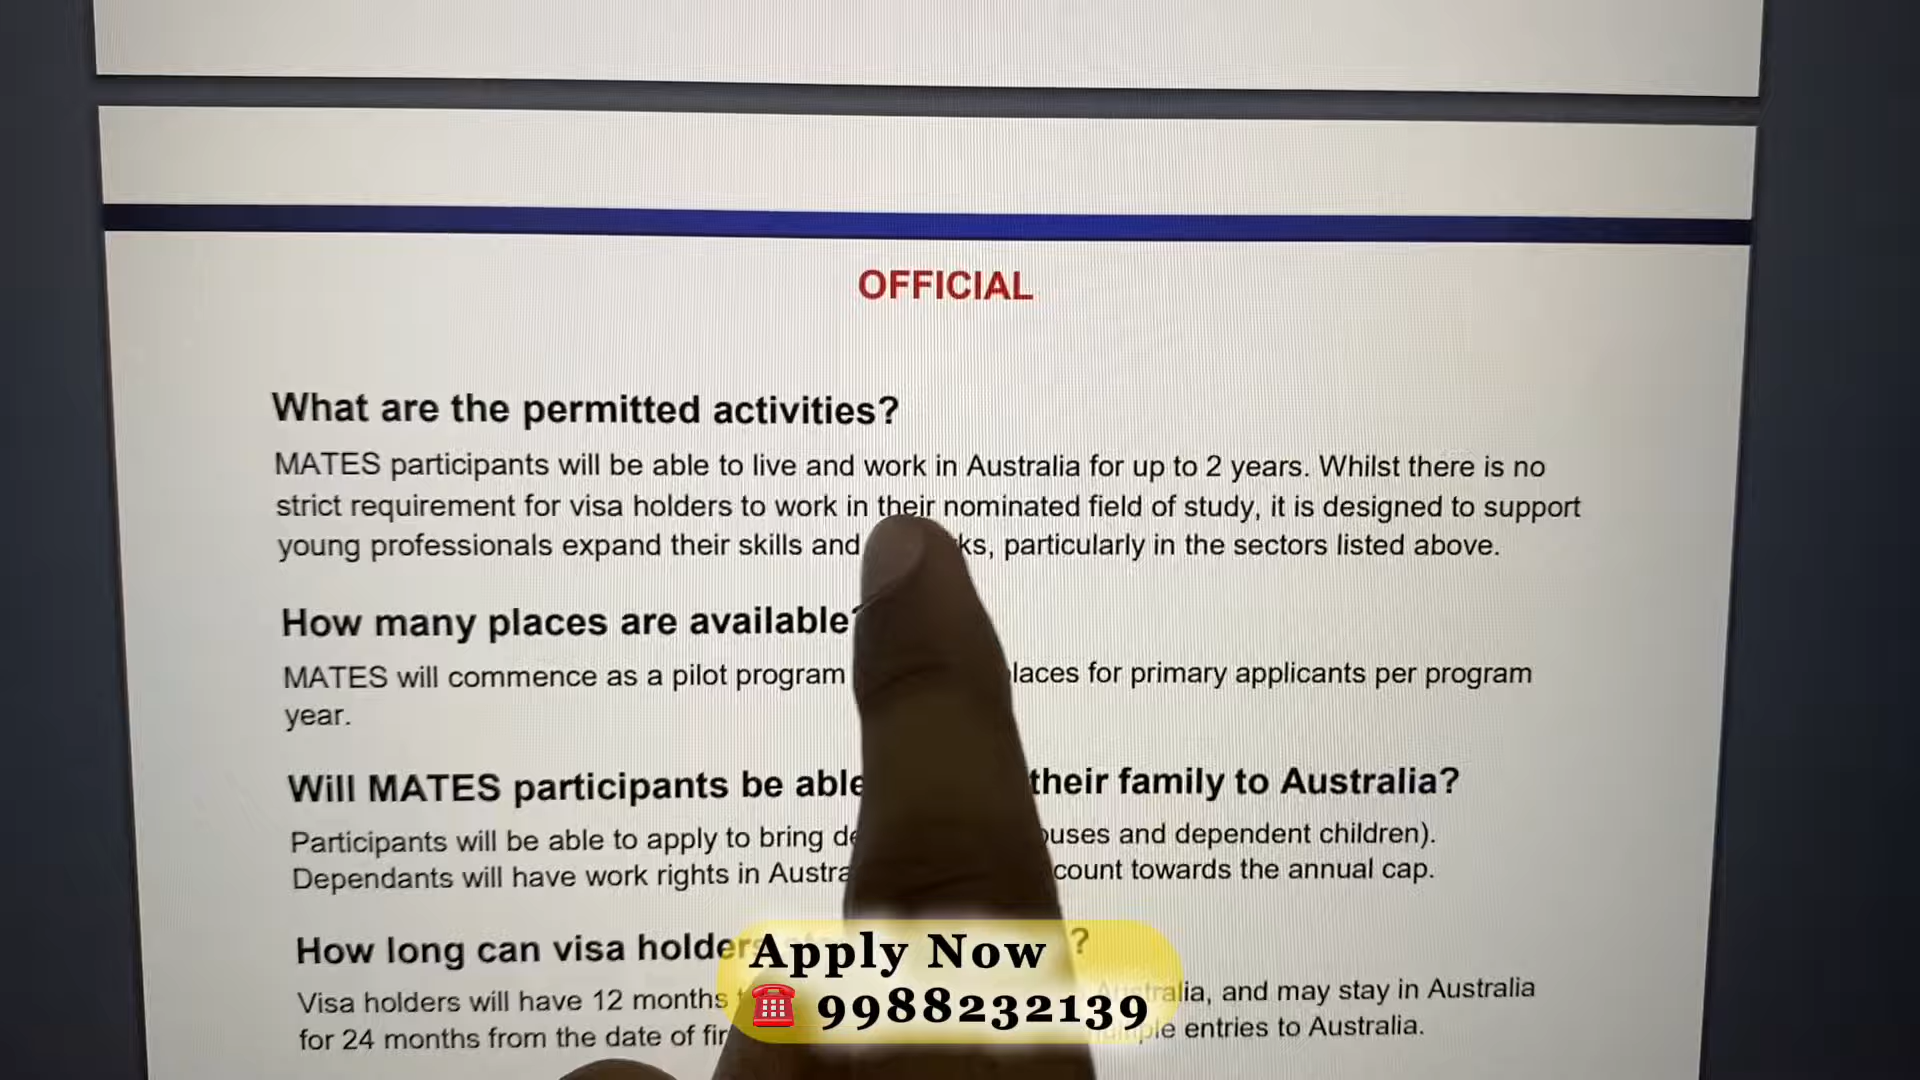 OFFICIAL
What are the permitted activities?
MATES participants will be able to live and work in Australia for up to 2 years. Whilst there is no
strict requirement for visa holders to work in their nominated field of study, it is designed to support
young professionals expand their skills and particularly in the sectors listed above.
How many places are available?
MATES will commence as a pilot program for primary applicants per program
year.
Will MATES participants be able their family to Australia?
Participants will be able to apply to bring and dependent children).
Dependants will have work rights in count towards the annual cap.
How long can visa ?
Visa holders will have 12 months and may stay in Australia
for 24 months from the date of entries to Australia.
Apply Now
☎ 9988232139